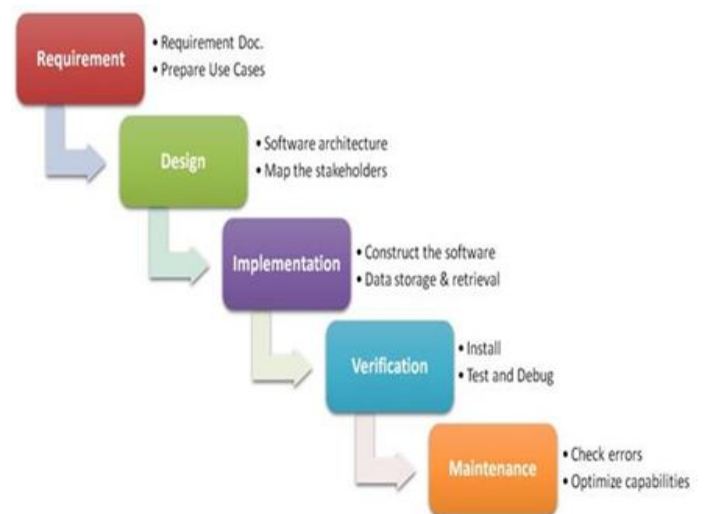 Requirement
• Requirement Doc.
• Prepare Use Cases
Design
• Software architecture
• Map the stakeholders
Implementation
• Construct the software
• Data storage & retrieval
Verification
• Install
• Test and Debug
Maintenance
• Check errors
• Optimize capabilities